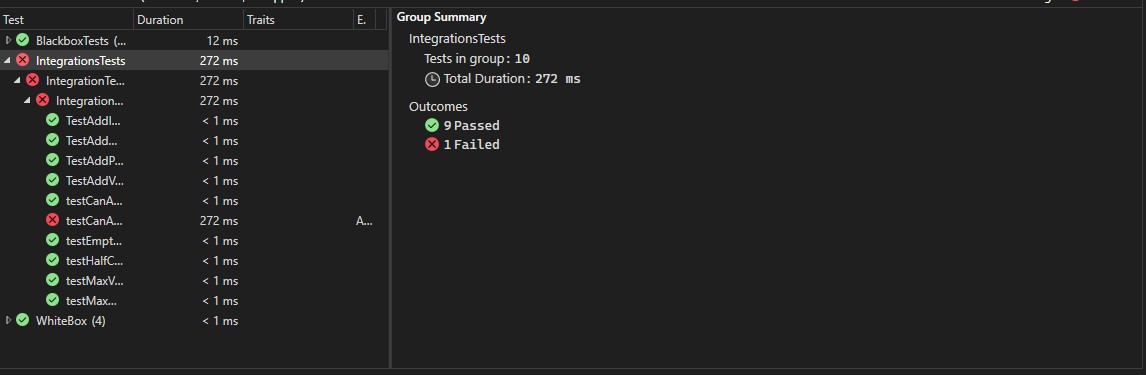 Test Duration Traits E.
BlackboxTests (... 12 ms
IntegrationsTests 272 ms
IntegrationTe... 272 ms
Integration... 272 ms
TestAddI... < 1 ms
TestAdd... < 1 ms
TestAddP... < 1 ms
TestAddV... < 1 ms
testCanA... < 1 ms
testCanA... 272 ms A...
testEmpt... < 1 ms
testHalfC... < 1 ms
testMaxV... < 1 ms
testMax... < 1 ms
WhiteBox (4) < 1 ms
Group Summary
IntegrationsTests
Tests in group: 10
Total Duration: 272 ms
Outcomes
9 Passed
1 Failed